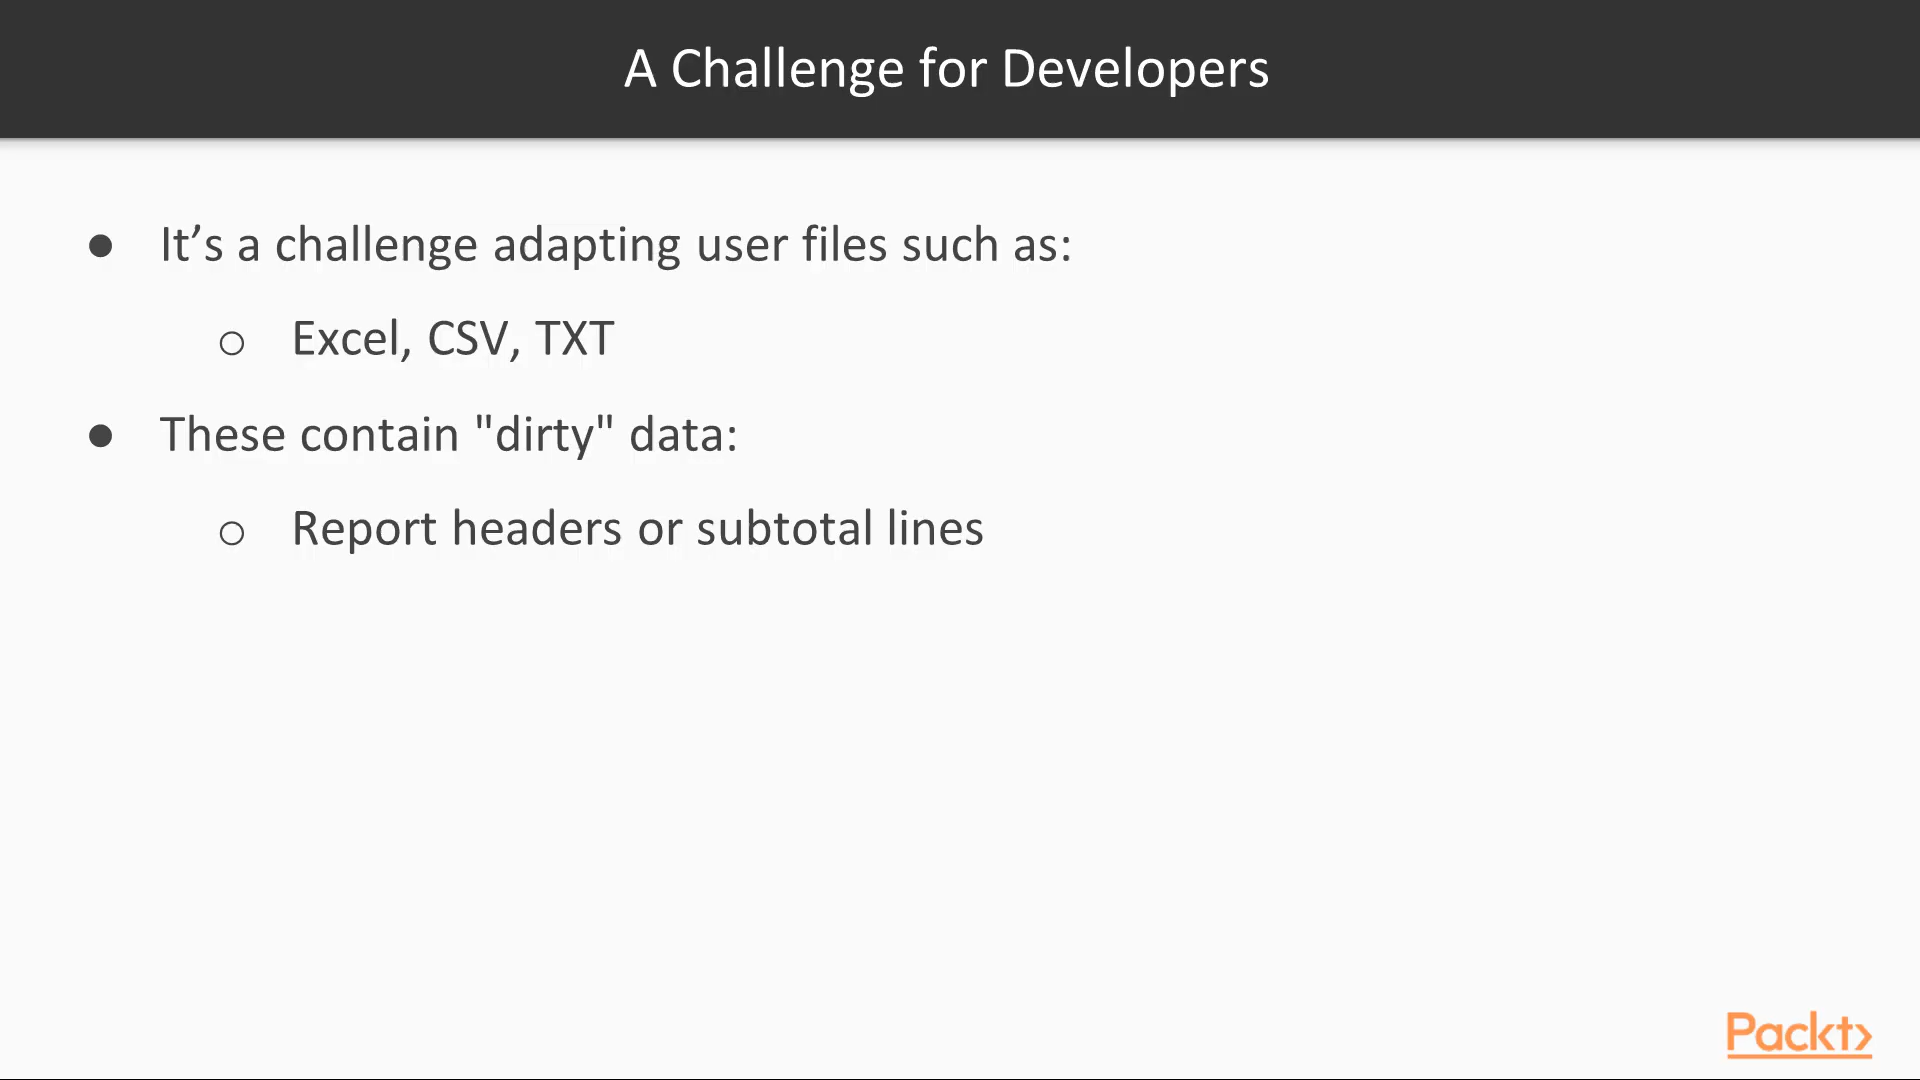 A Challenge for Developers
● It’s a challenge adapting user files such as:
○ Excel, CSV, TXT
● These contain "dirty" data:
○ Report headers or subtotal lines
Packt>